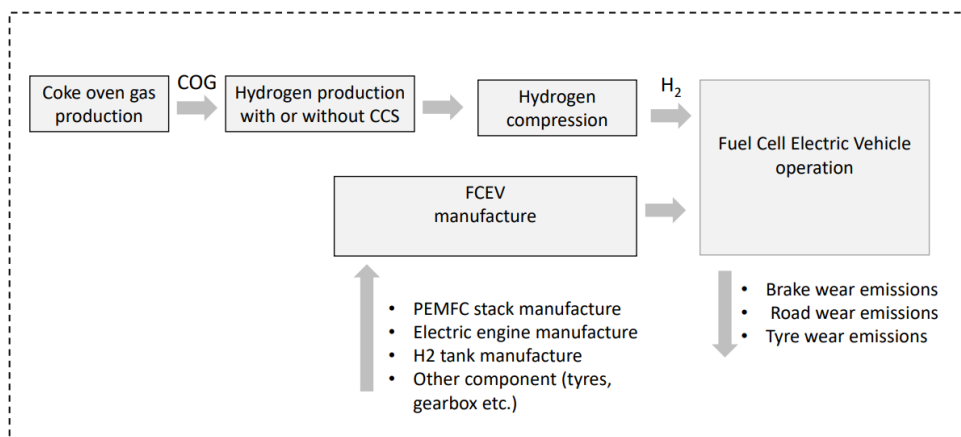 Coke oven gas
production
COG
Hydrogen production
with or without CCS
Hydrogen
compression
H₂
Fuel Cell Electric Vehicle
operation
FCEV
manufacture
• PEMFC stack manufacture
• Electric engine manufacture
• H2 tank manufacture
• Other component (tyres,
gearbox etc.)
• Brake wear emissions
• Road wear emissions
• Tyre wear emissions